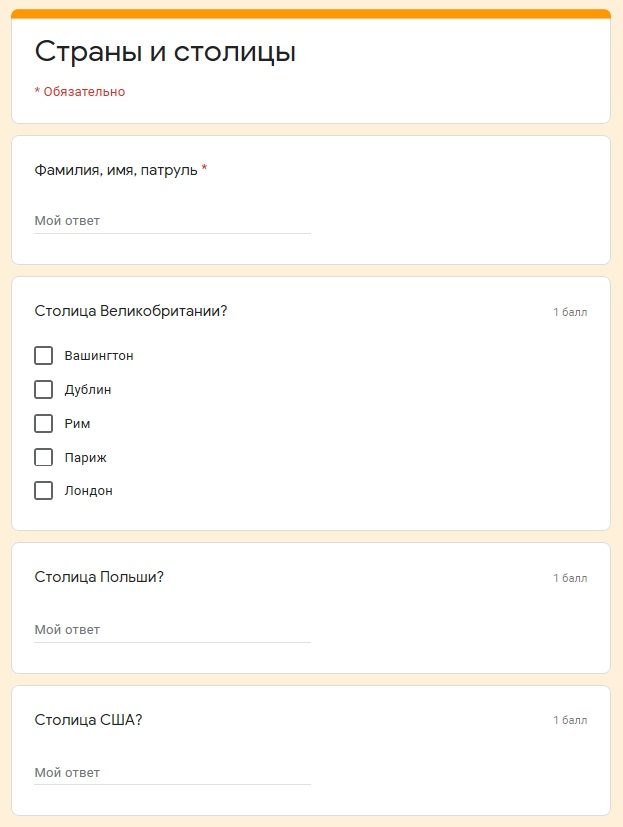 Страны и столицы
* Обязательно
Фамилия, имя, патруль *
Мой ответ
Столица Великобритании?
1 балл
Вашингтон
Дублин
Рим
Париж
Лондон
Столица Польши?
1 балл
Мой ответ
Столица США?
1 балл
Мой ответ